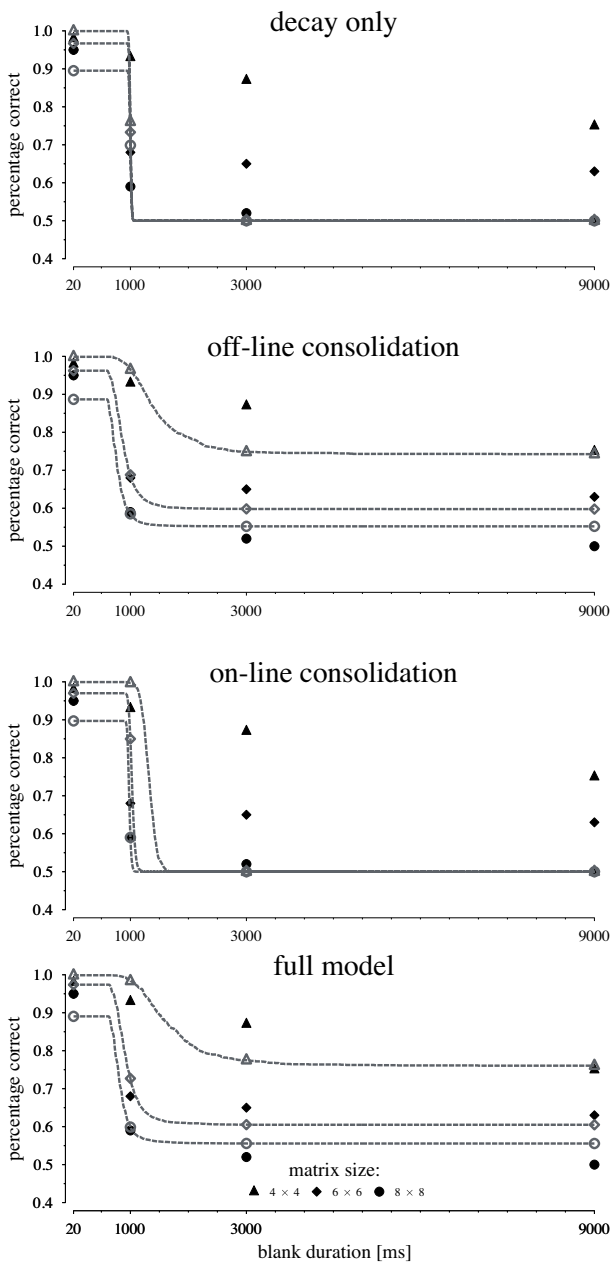 decay only
percentage correct
1.0
0.9
0.8
0.7
0.6
0.5
0.4
20 1000 3000 9000
off-line consolidation
percentage correct
1.0
0.9
0.8
0.7
0.6
0.5
0.4
20 1000 3000 9000
on-line consolidation
percentage correct
1.0
0.9
0.8
0.7
0.6
0.5
0.4
20 1000 3000 9000
full model
percentage correct
1.0
0.9
0.8
0.7
0.6
0.5
0.4
matrix size:
4 × 4 6 × 6 8 × 8
20 1000 3000 9000
blank duration [ms]